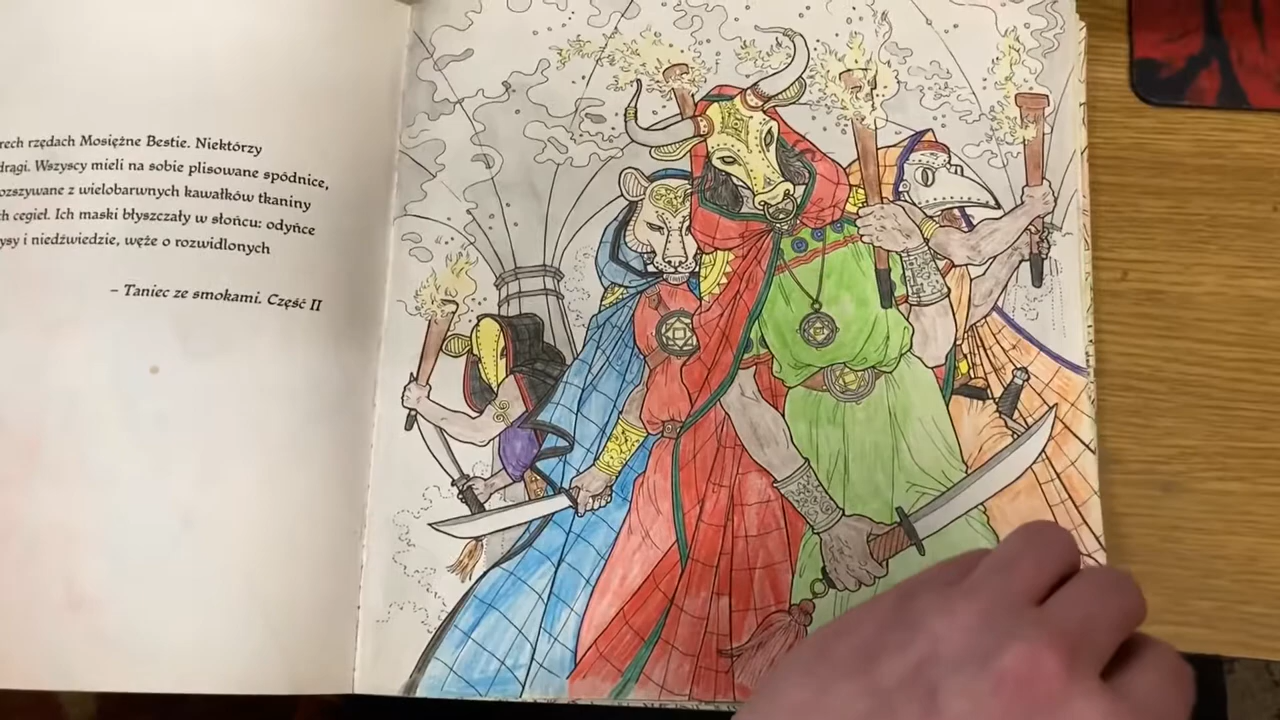 rech rzędach Mosiężne Bestie. Niektórzy
drągi. Wszyscy mieli na sobie plisowane spódnice,
ozszywane z wielobarwnych kawałków tkaniny
ch cegieł. Ich maski błyszczały w słońcu: odyńce
ysy i niedźwiedzie, węże o rozwidlonych
– Taniec ze smokami. Część II